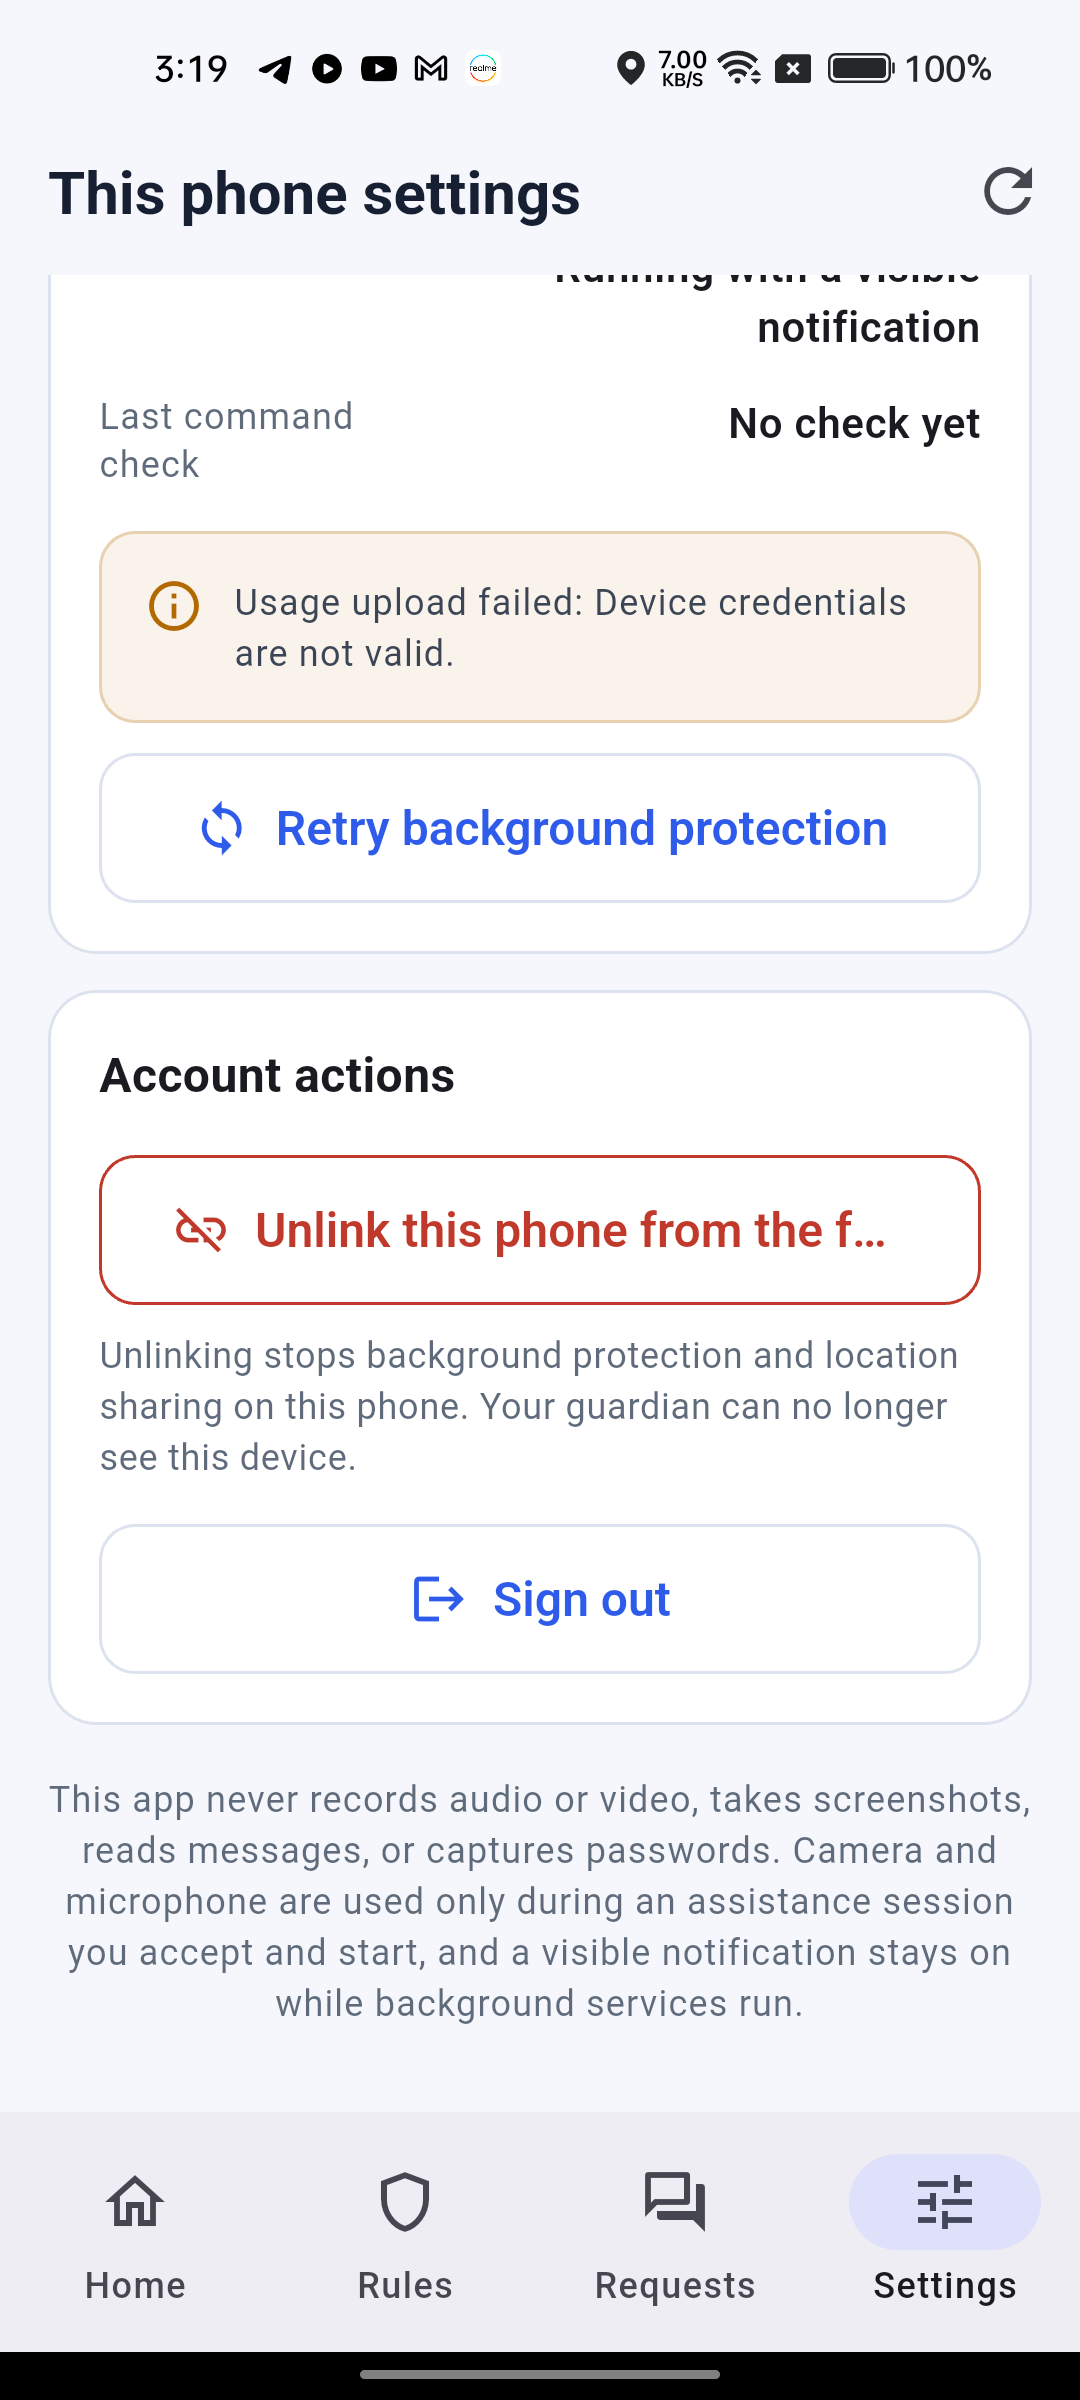 3:19
realme
7.00
KB/S
100%
This phone settings
Running with a visible
notification
Last command
check
No check yet
Usage upload failed: Device credentials
are not valid.
Retry background protection
Account actions
Unlink this phone from the f…
Unlinking stops background protection and location
sharing on this phone. Your guardian can no longer
see this device.
Sign out
This app never records audio or video, takes screenshots,
reads messages, or captures passwords. Camera and
microphone are used only during an assistance session
you accept and start, and a visible notification stays on
while background services run.
Home
Rules
Requests
Settings